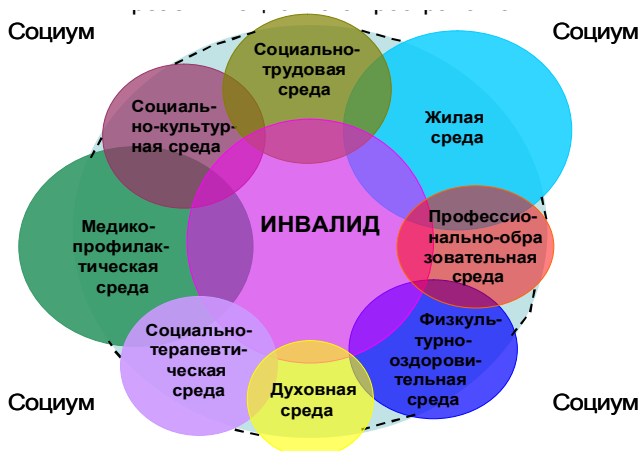 Социум
Социум
Социально-
трудовая
среда
Социаль-
но-культур-
ная среда
Жилая
среда
ИНВАЛИД
Медико-
профилак-
тическая
среда
Профессио-
нально-обра
зовательная
среда
Социально-
терапевти-
ческая
среда
Физкуль-
турно-
оздорови-
тельная
среда
Духовная
среда
Социум
Социум